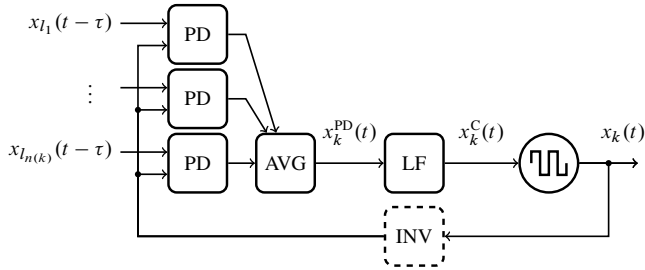 x_{l_1}(t − τ)
PD
⋮
PD
x_{l_{n(k)}}(t − τ)
PD
AVG
x_k^{PD}(t)
LF
x_k^{C}(t)
x_k(t)
INV